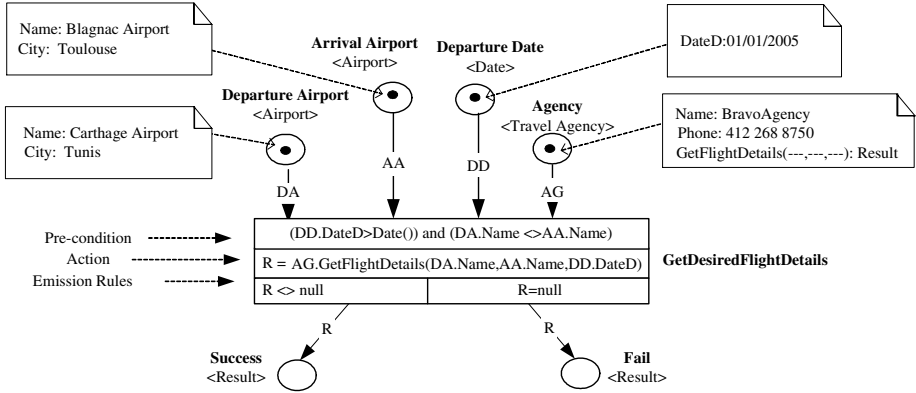 Name: Blagnac Airport
City: Toulouse
Arrival Airport
<Airport>
Departure Date
<Date>
DateD:01/01/2005
Departure Airport
<Airport>
Agency
<Travel Agency>
Name: Carthage Airport
City: Tunis
Name: BravoAgency
Phone: 412 268 8750
GetFlightDetails(---,---,---): Result
DA
AA
DD
AG
Pre-condition
(DD.DateD>Date()) and (DA.Name <>AA.Name)
Action
R = AG.GetFlightDetails(DA.Name,AA.Name,DD.DateD)
GetDesiredFlightDetails
Emission Rules
R <> null
R=null
R
R
Success
<Result>
Fail
<Result>